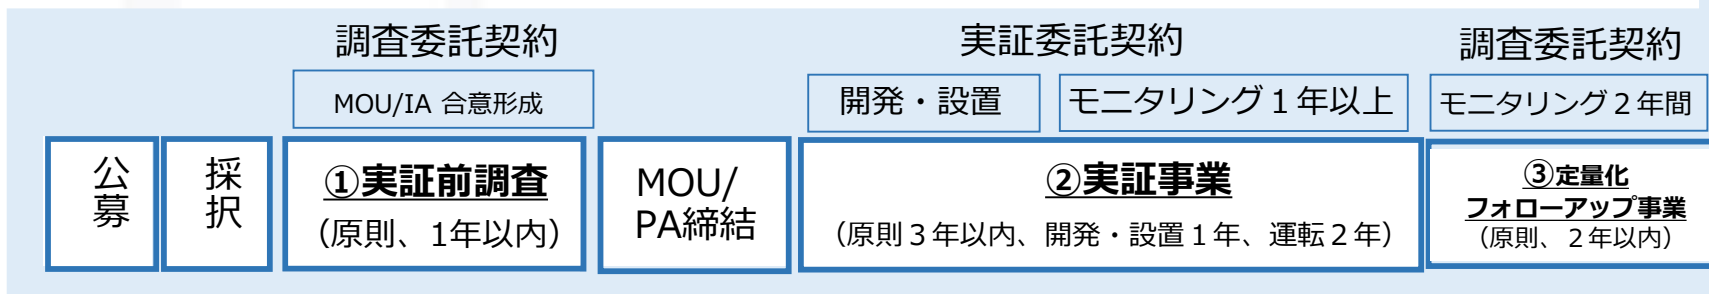 調査委託契約
実証委託契約
調査委託契約
MOU/IA 合意形成
開発・設置
モニタリング１年以上
モニタリング２年間
公募
採択
①実証前調査
（原則、1年以内）
MOU/
PA締結
②実証事業
（原則３年以内、開発・設置１年、運転２年）
③定量化
フォローアップ事業
（原則、２年以内）